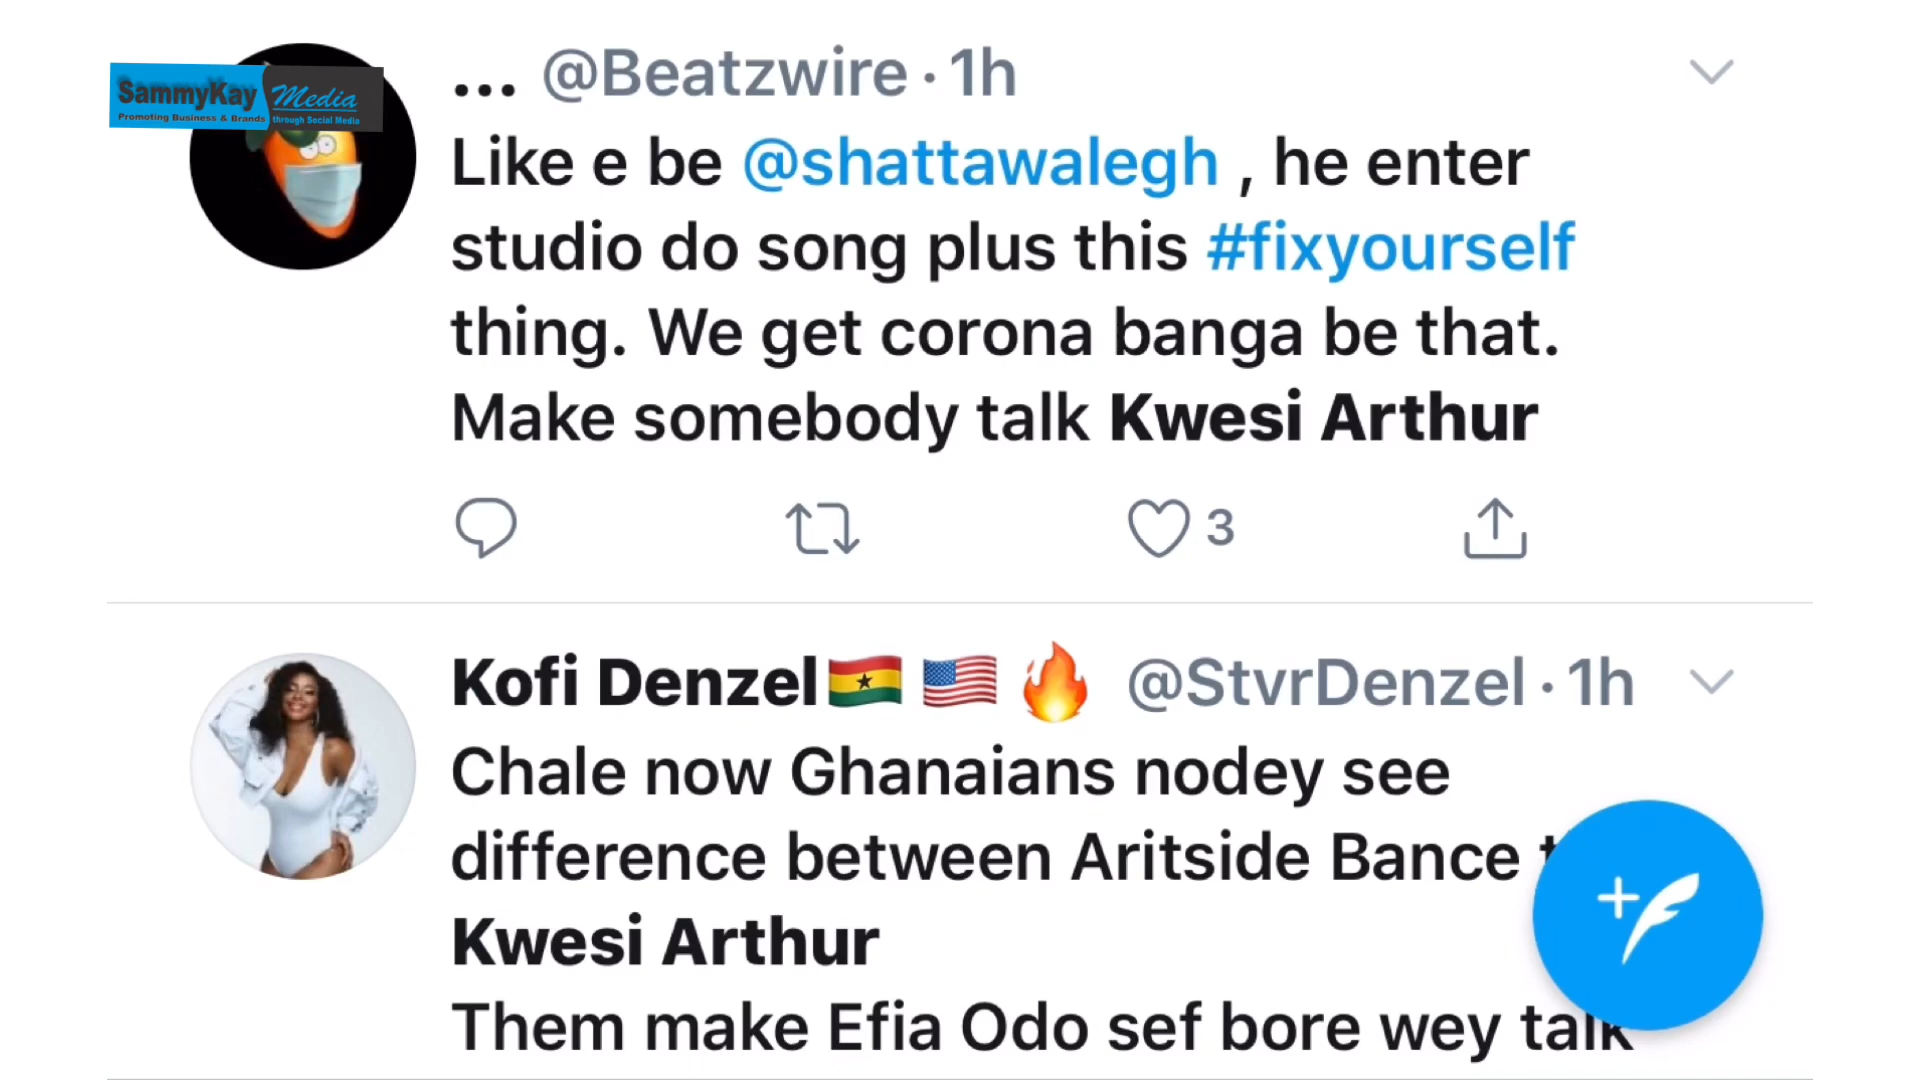 SammyKay Media
Promoting Business & Brands through Social Media
... @Beatzwire · 1h
Like e be @shattawalegh , he enter
studio do song plus this #fixyourself
thing. We get corona banga be that.
Make somebody talk Kwesi Arthur
3
Kofi Denzel🇬🇭🇺🇸🔥 @StvrDenzel · 1h
Chale now Ghanaians nodey see
difference between Aritside Bance
Kwesi Arthur
Them make Efia Odo sef bore wey talk